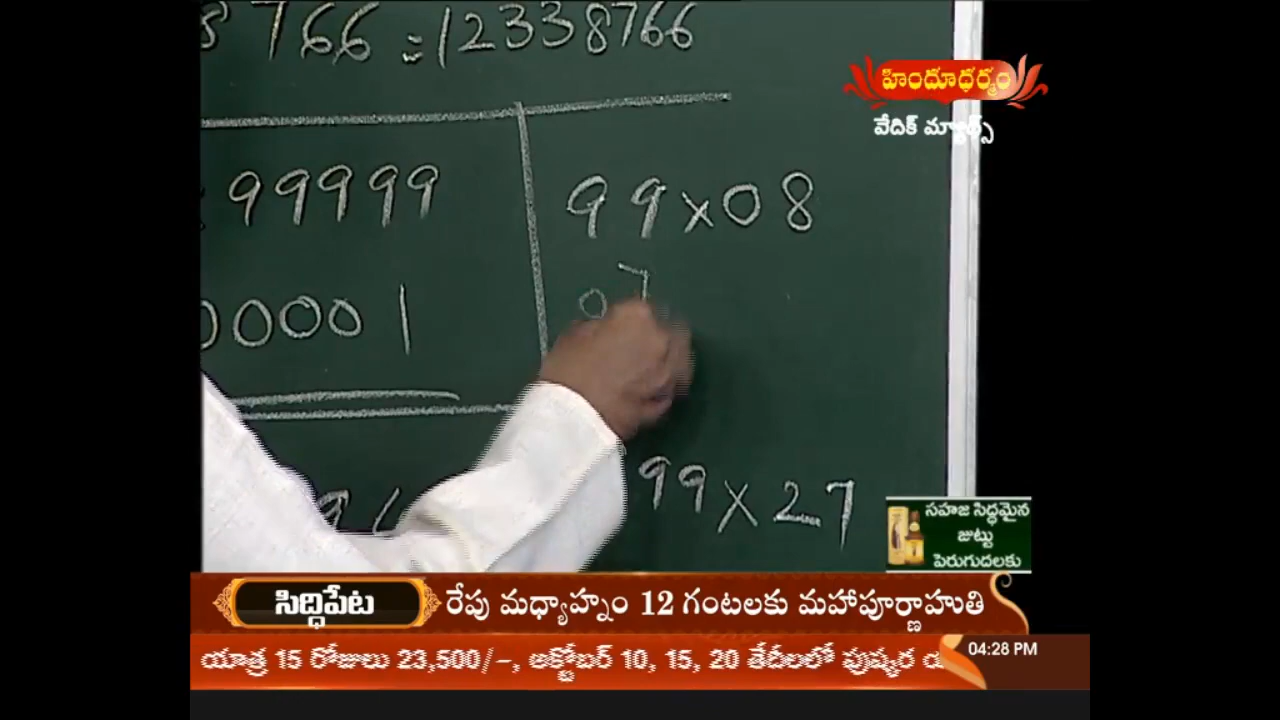 8766 = 12338766
హిందూధర్మం
వేదిక్ మ్యాథ్స్
99999
99×08
07
00001
99×27
సహజ సిద్ధమైన
జుట్టు
పెరుగుదలకు
సిద్ధిపేట
రేపు మధ్యాహ్నం 12 గంటలకు మహాపూర్ణాహుతి
యాత్ర 15 రోజులు 23,500/-, అక్టోబర్ 10, 15, 20 తేదీలలో పుష్కర
04:28 PM